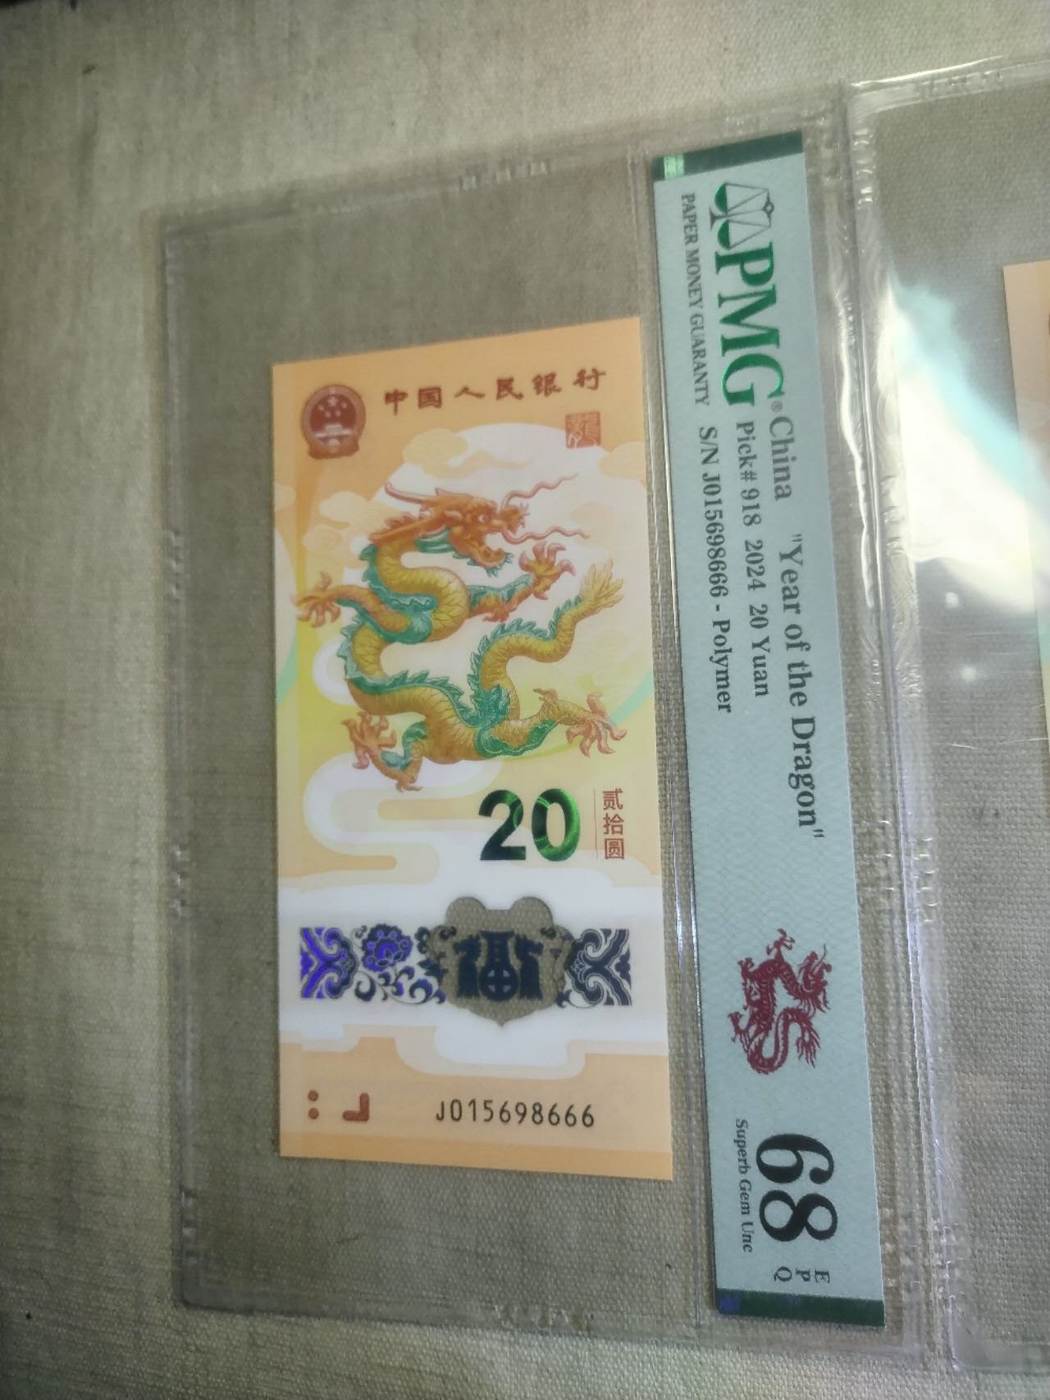 中国人民银行
20
贰拾圆
J015698666
PMG
®
PAPER MONEY GUARANTY
China "Year of the Dragon"
Pick# 918 2024 20 Yuan
S/N J015698666 - Polymer
68
EPQ
Superb Gem Unc